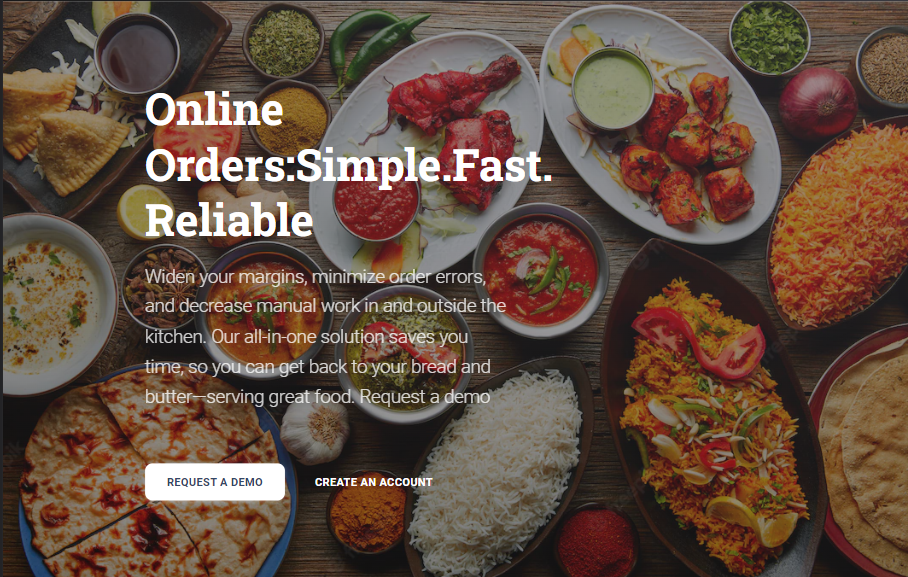 Online
Orders:Simple.Fast.
Reliable
Widen your margins, minimize order errors,
and decrease manual work in and outside the
kitchen. Our all-in-one solution saves you
time, so you can get back to your bread and
butter—serving great food. Request a demo
REQUEST A DEMO
CREATE AN ACCOUNT